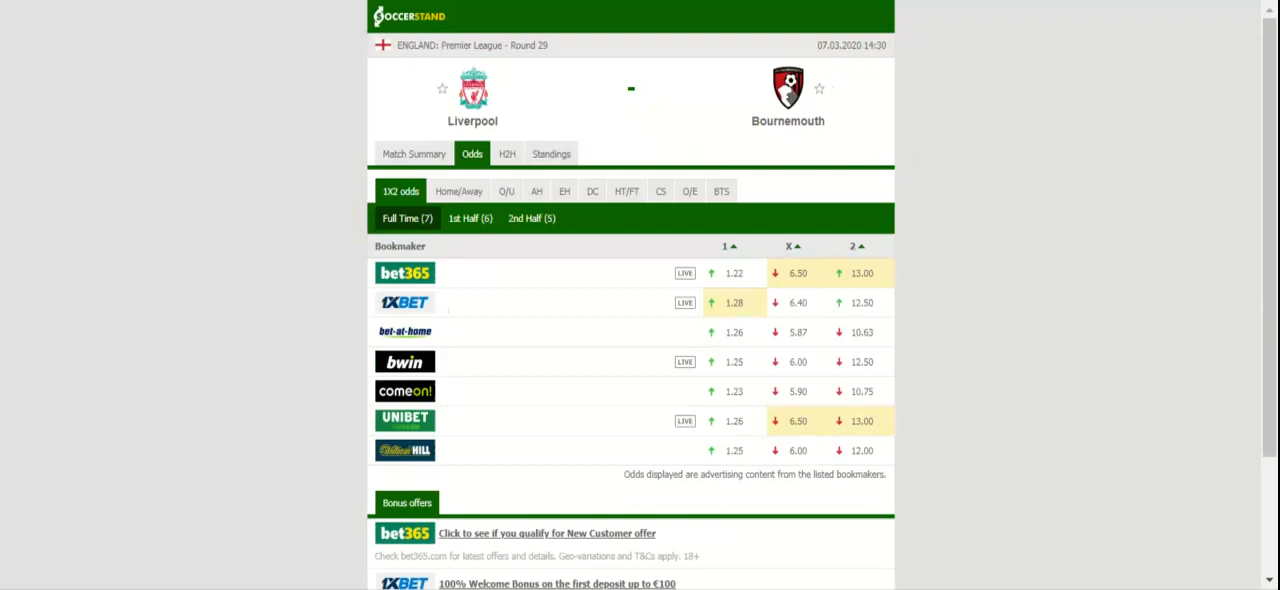 SOCCERSTAND
ENGLAND: Premier League - Round 29 07.03.2020 14:30
-
Liverpool Bournemouth
Match Summary Odds H2H Standings
1X2 odds Home/Away O/U AH EH DC HT/FT CS O/E BTS
Full Time (7) 1st Half (6) 2nd Half (5)
Bookmaker 1 X 2
bet365 LIVE 1.22 6.50 13.00
1XBET LIVE 1.28 6.40 12.50
bet-at-home 1.26 5.87 10.63
bwin LIVE 1.25 6.00 12.50
comeon! 1.23 5.90 10.75
UNIBET LIVE 1.26 6.50 13.00
William HILL 1.25 6.00 12.00
Odds displayed are advertising content from the listed bookmakers.
Bonus offers
bet365 Click to see if you qualify for New Customer offer
Check bet365.com for latest offers and details. Geo-variations and T&Cs apply. 18+
1XBET 100% Welcome Bonus on the first deposit up to €100